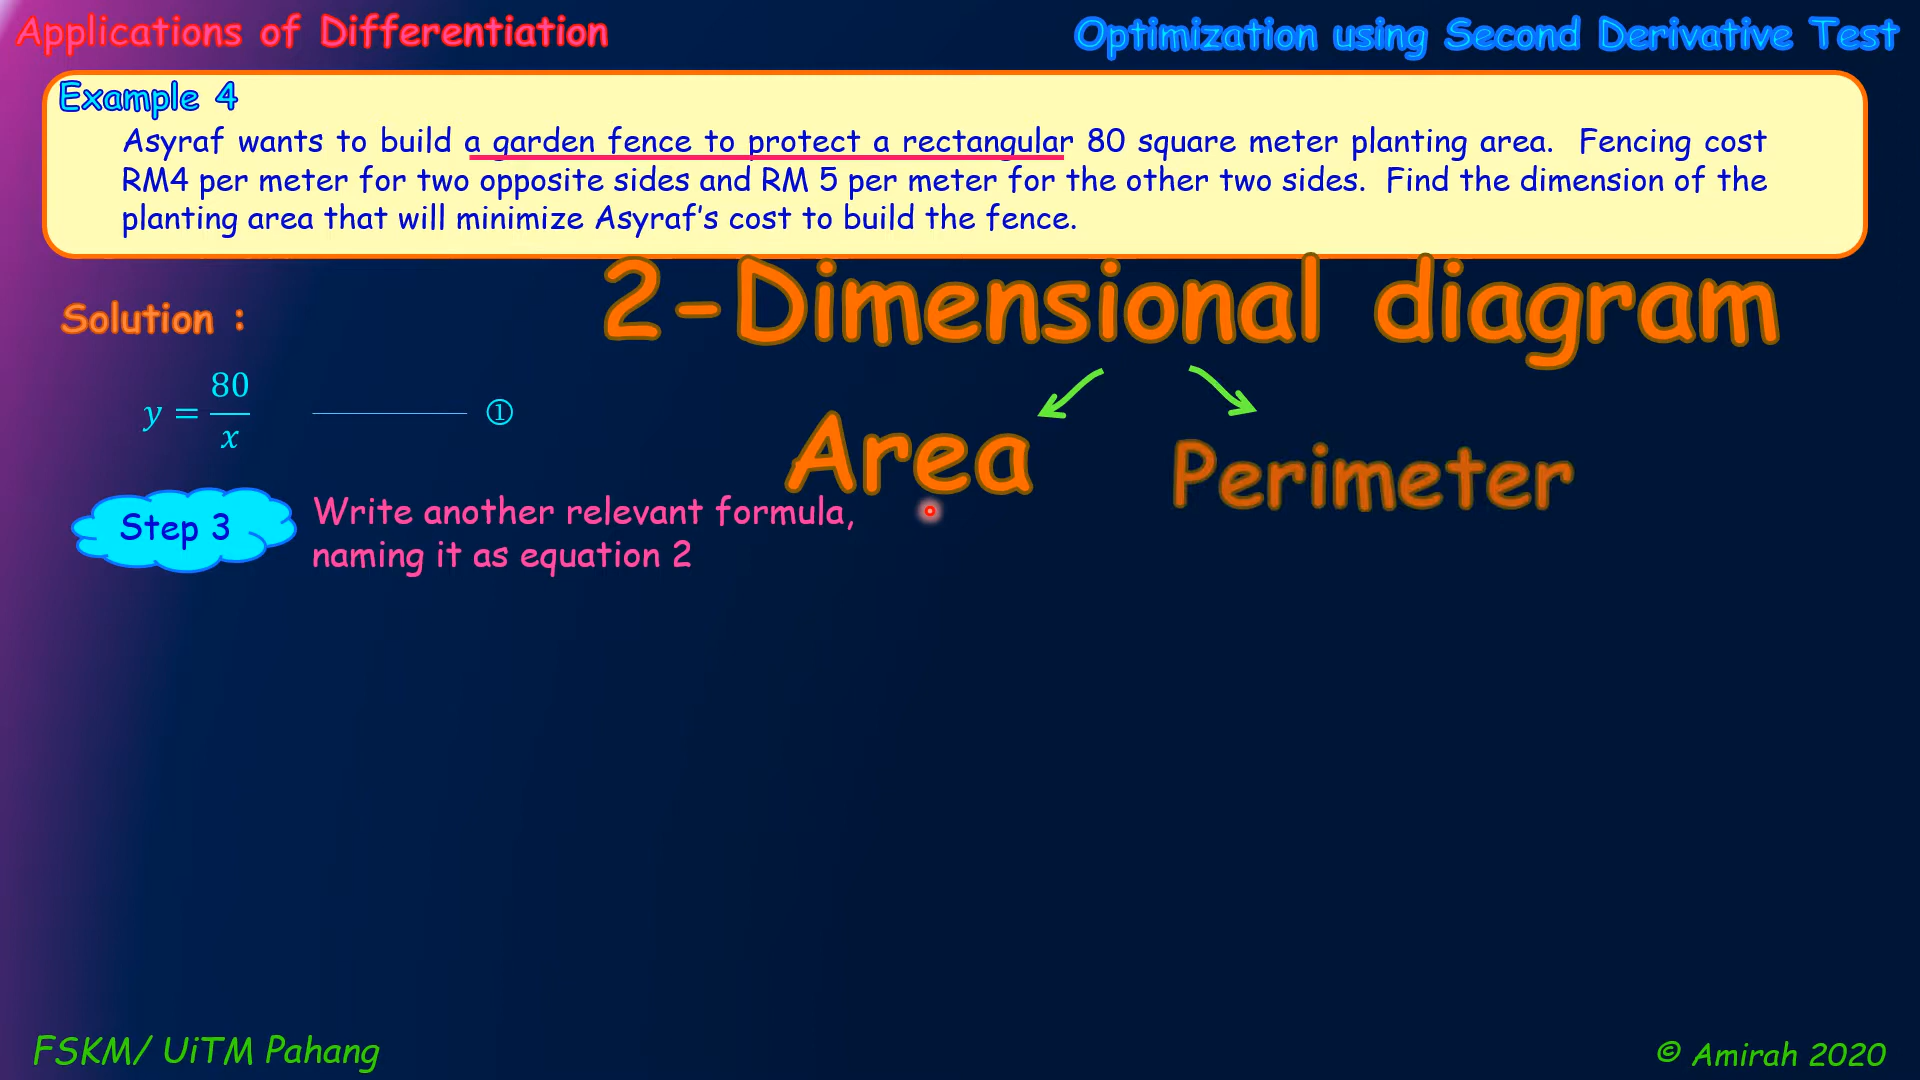 Applications of Differentiation
Optimization using Second Derivative Test
Example 4
Asyraf wants to build a garden fence to protect a rectangular 80 square meter planting area. Fencing cost
RM4 per meter for two opposite sides and RM 5 per meter for the other two sides. Find the dimension of the
planting area that will minimize Asyraf's cost to build the fence.
2-Dimensional diagram
Solution :
y = 80/x ①
Area
Perimeter
Step 3
Write another relevant formula,
naming it as equation 2
FSKM/ UiTM Pahang
© Amirah 2020